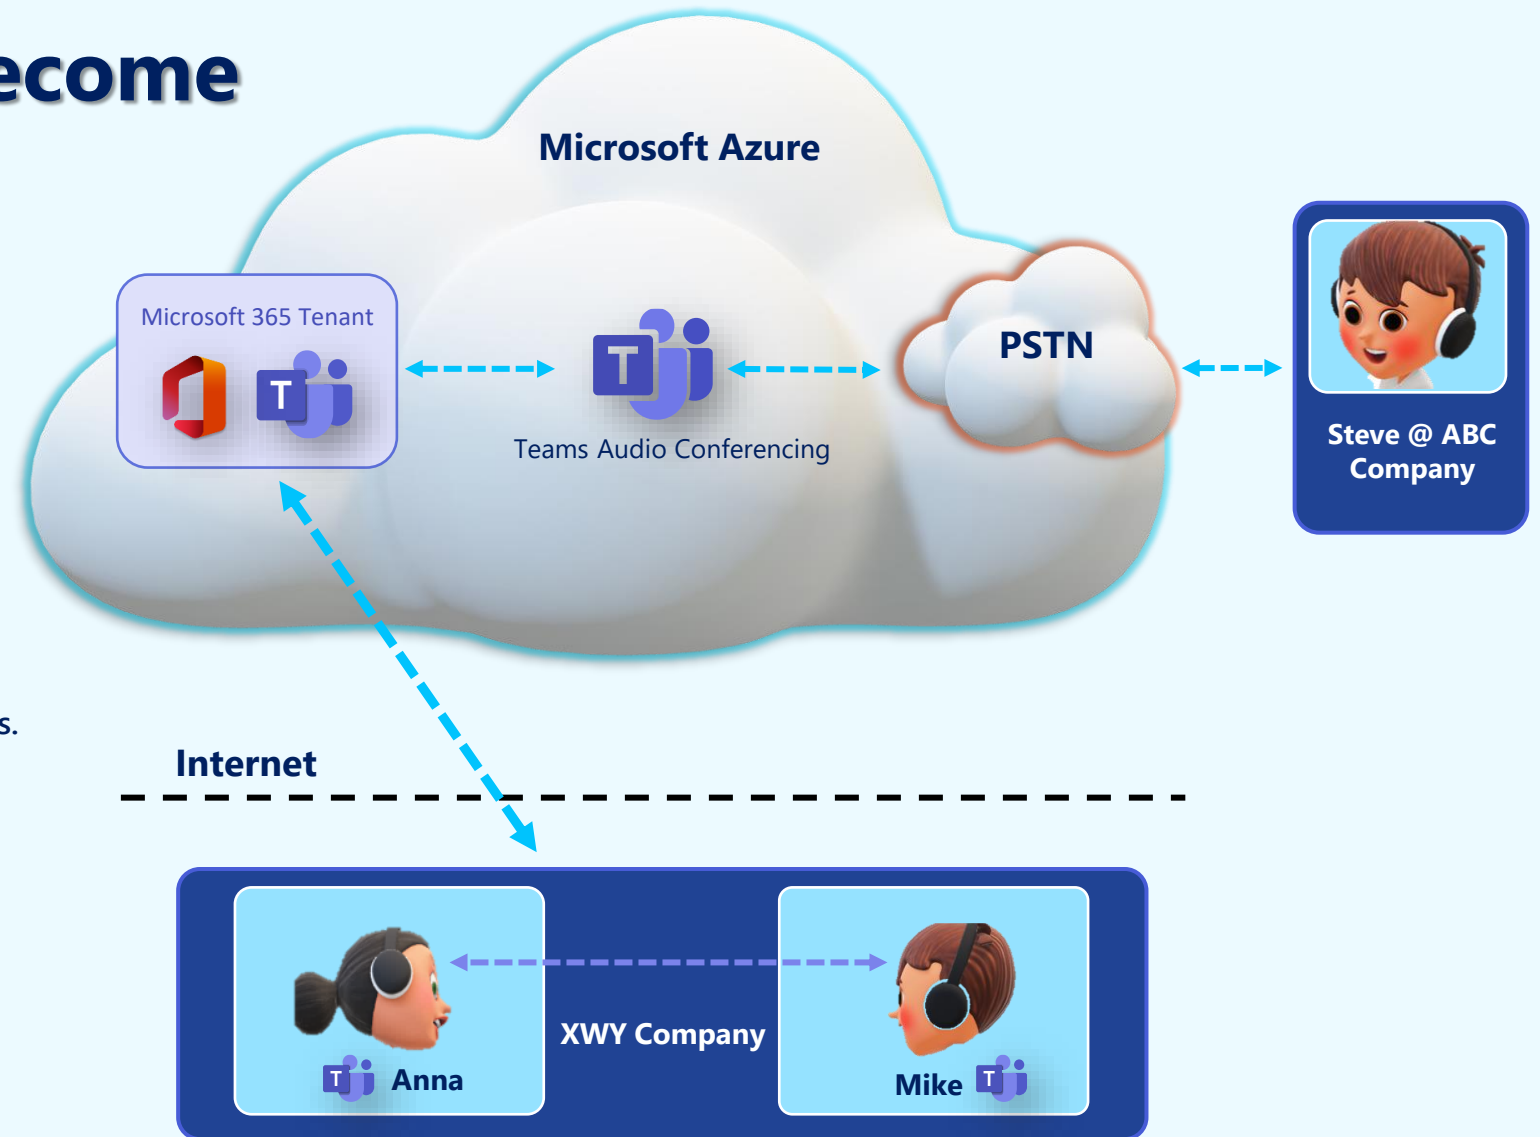 ecome
Microsoft Azure
Microsoft 365 Tenant
T
T
Teams Audio Conferencing
PSTN
Steve @ ABC
Company
s.
Internet
XWY Company
T Anna
Mike T